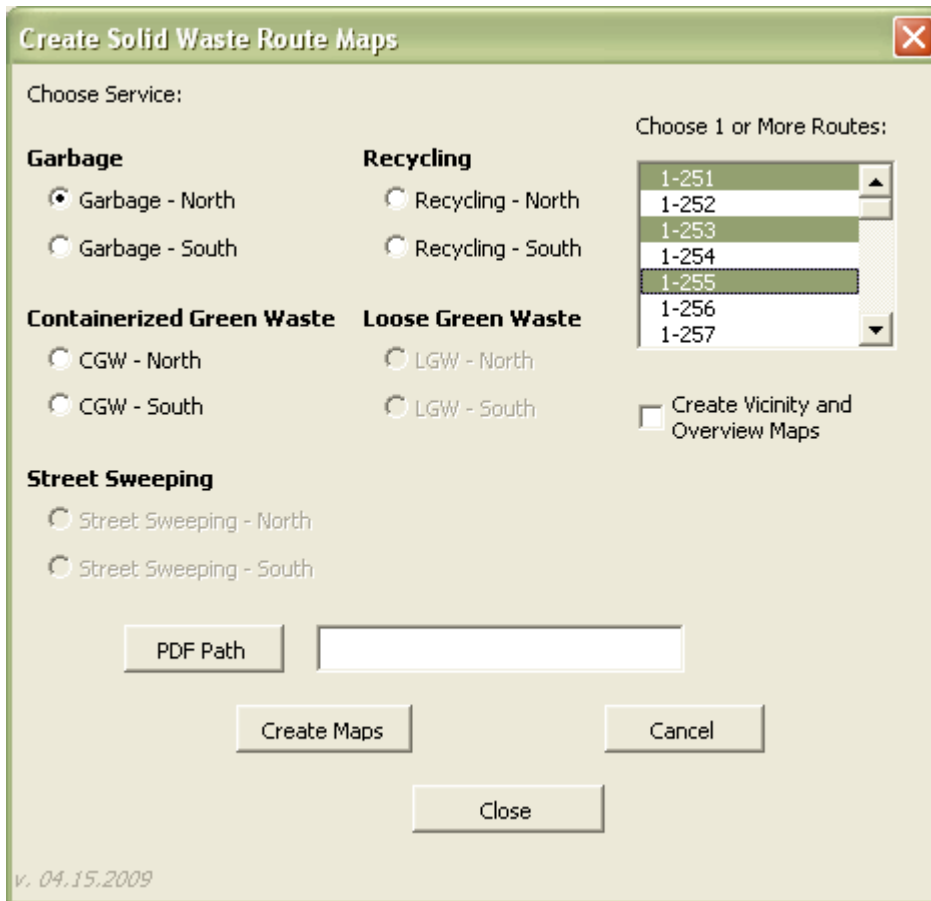 Create Solid Waste Route Maps
Choose Service:
Choose 1 or More Routes:
Garbage
Garbage - North
Garbage - South
Recycling
Recycling - North
Recycling - South
1-251
1-252
1-253
1-254
1-255
1-256
1-257
Containerized Green Waste
CGW - North
CGW - South
Loose Green Waste
LGW - North
LGW - South
Create Vicinity and
Overview Maps
Street Sweeping
Street Sweeping - North
Street Sweeping - South
PDF Path
Create Maps
Cancel
Close
v. 04.15.2009